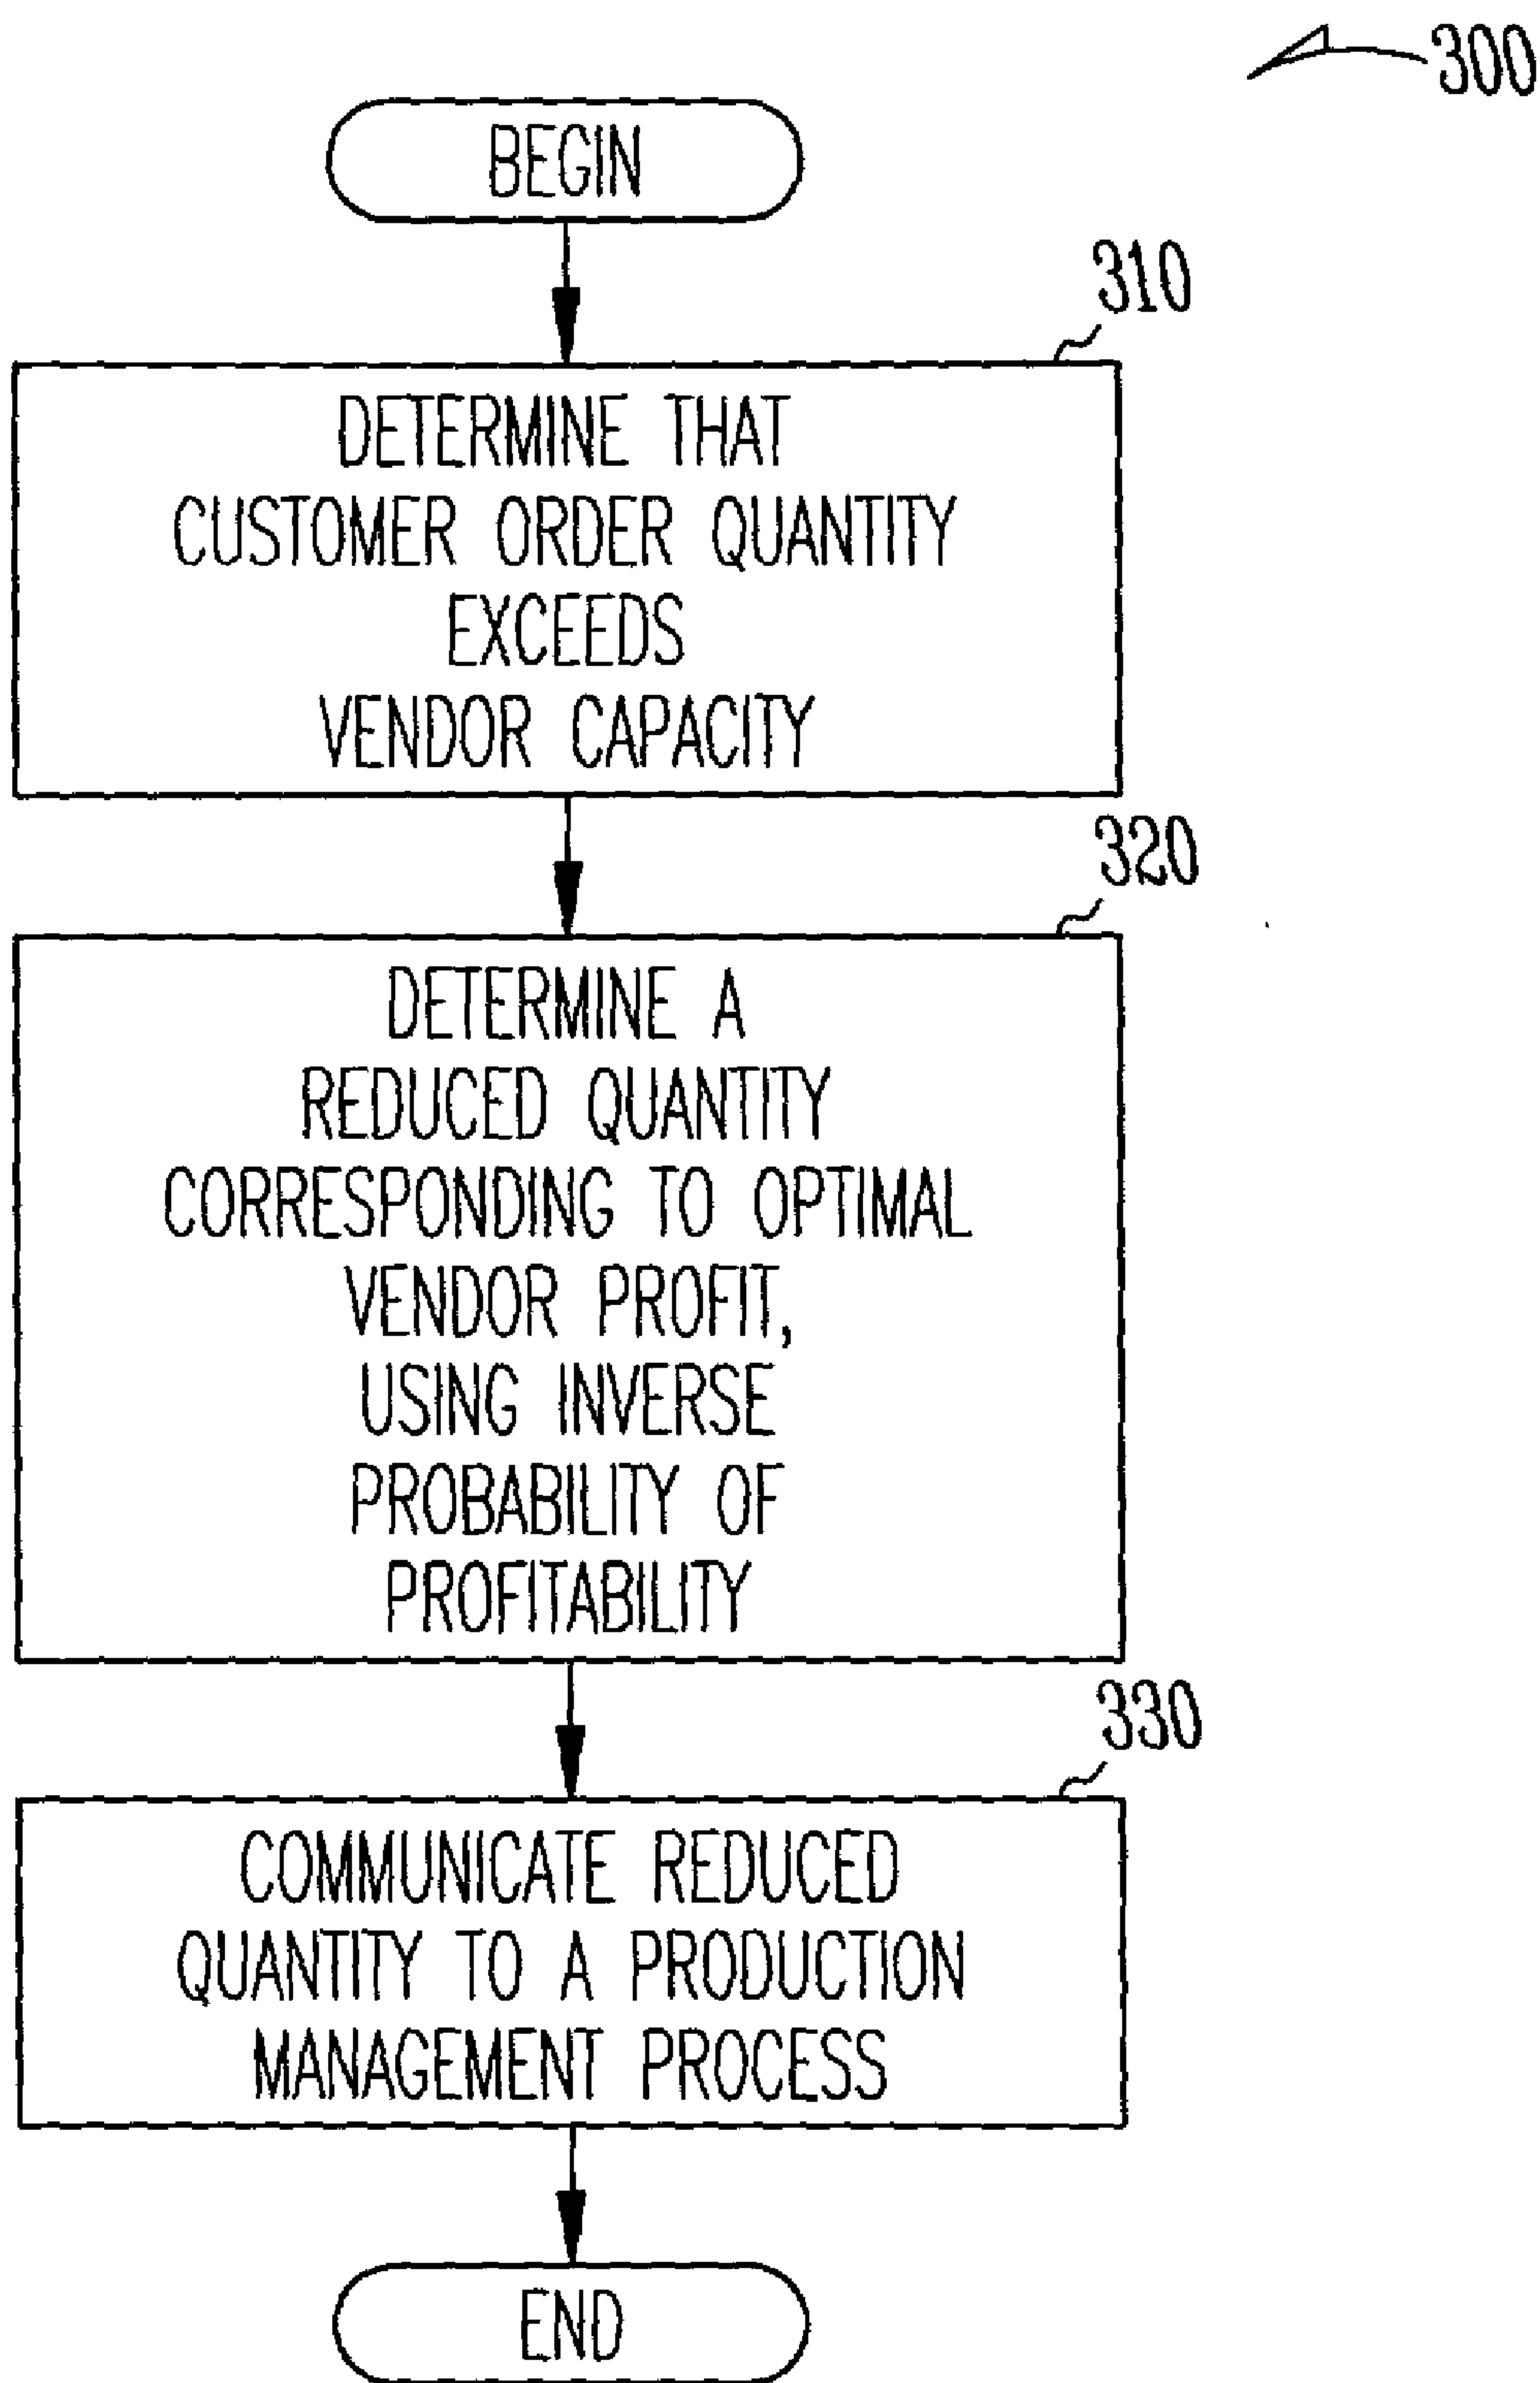 300
BEGIN
310
DETERMINE THAT
CUSTOMER ORDER QUANTITY
EXCEEDS
VENDOR CAPACITY
320
DETERMINE A
REDUCED QUANTITY
CORRESPONDING TO OPTIMAL
VENDOR PROFIT,
USING INVERSE
PROBABILITY OF
PROFITABILITY
330
COMMUNICATE REDUCED
QUANTITY TO A PRODUCTION
MANAGEMENT PROCESS
END